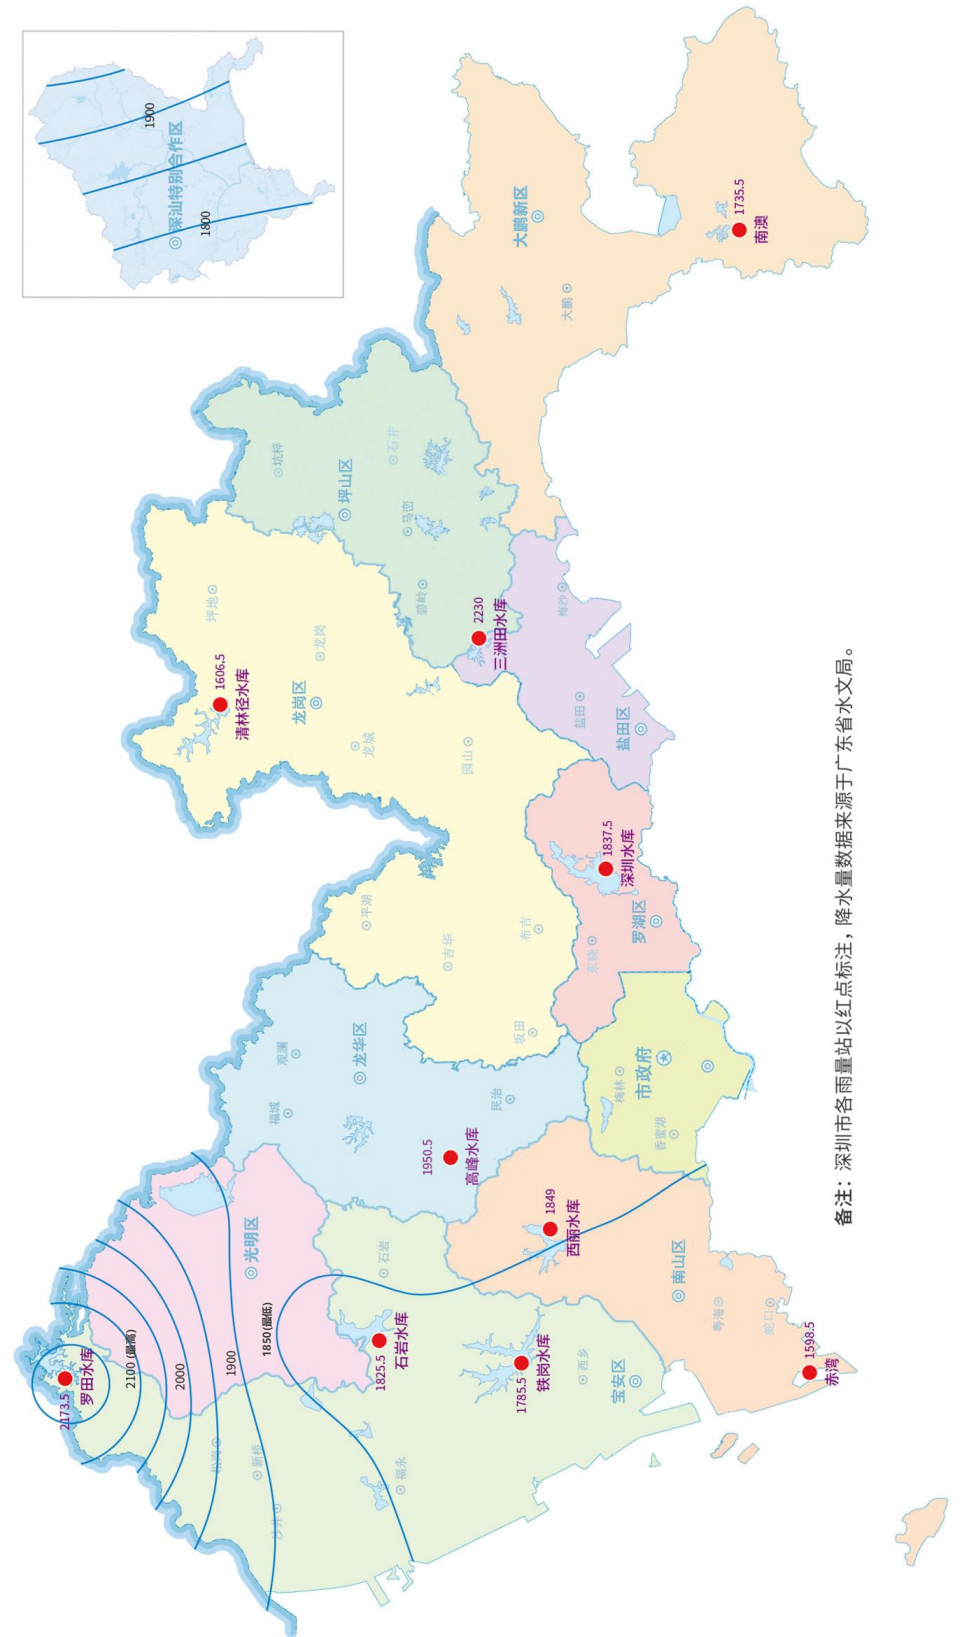 1900
深汕特别合作区
1800
大鹏新区
大鹏
1735.5
南澳
坑梓
坪山区
石井
马峦
碧岭
2230
三洲田水库
梅沙
盐田
盐田区
坪地
1606.5
清林径水库
龙岗
龙岗区
龙城
园山
平湖
吉华
布吉
坂田
1837.5
深圳水库
东晓
罗湖区
观澜
龙华区
福城
民治
1950.5
高峰水库
市政府
梅林
香蜜湖
光明区
2173.5
罗田水库
2100 (最高)
2000
1900
1850(最低)
石岩
1825.5
石岩水库
1849
西丽水库
南山区
粤海
蛇口
1598.5
赤湾
1785.5
铁岗水库
西乡
宝安区
松岗
新桥
沙井
福永
备注：深圳市各雨量站以红点标注，降水量数据来源于广东省水文局。